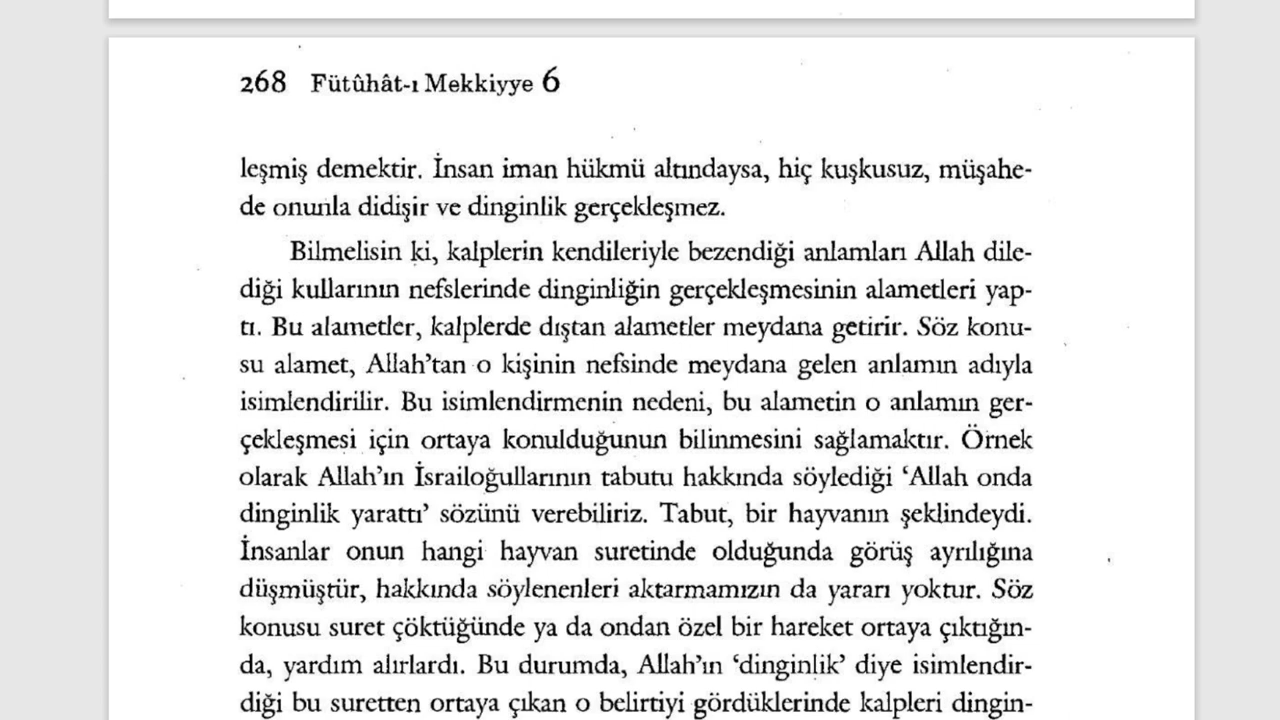 268 Fütûhât-ı Mekkiyye 6
leşmiş demektir. İnsan iman hükmü altındaysa, hiç kuşkusuz, müşahe-
de onunla didişir ve dinginlik gerçekleşmez.
Bilmelisin ki, kalplerin kendileriyle bezendiği anlamları Allah dile-
diği kullarının nefslerinde dinginliğin gerçekleşmesinin alametleri yap-
tı. Bu alametler, kalplerde dıştan alametler meydana getirir. Söz konu-
su alamet, Allah'tan o kişinin nefsinde meydana gelen anlamın adıyla
isimlendirilir. Bu isimlendirmenin nedeni, bu alametin o anlamın ger-
çekleşmesi için ortaya konulduğunun bilinmesini sağlamaktır. Örnek
olarak Allah'ın İsrailoğullarının tabutu hakkında söylediği 'Allah onda
dinginlik yarattı' sözünü verebiliriz. Tabut, bir hayvanın şeklindeydi.
İnsanlar onun hangi hayvan suretinde olduğunda görüş ayrılığına
düşmüştür, hakkında söylenenleri aktarmamızın da yararı yoktur. Söz
konusu suret çöktüğünde ya da ondan özel bir hareket ortaya çıktığın-
da, yardım alırlardı. Bu durumda, Allah'ın 'dinginlik' diye isimlendir-
diği bu suretten ortaya çıkan o belirtiyi gördüklerinde kalpleri dingin-